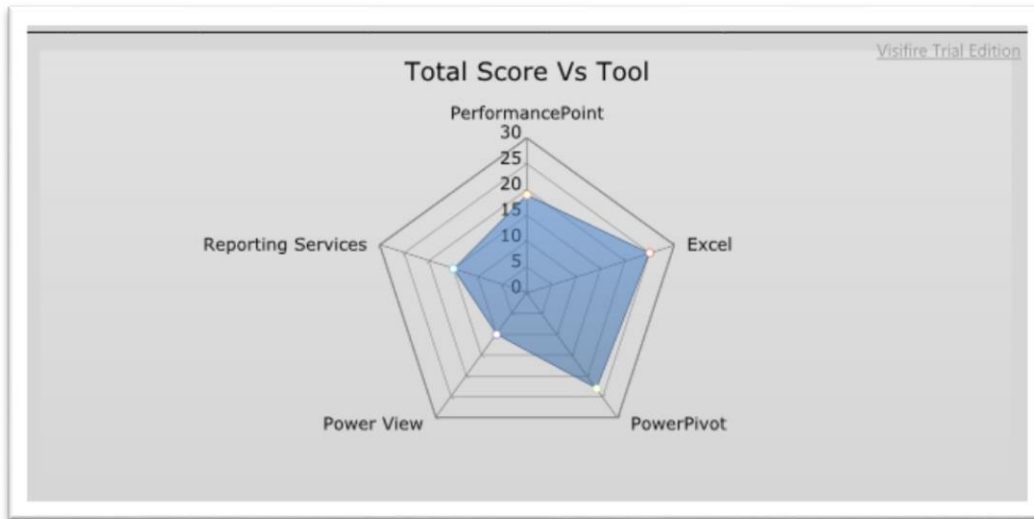 Visifire Trial Edition
Total Score Vs Tool
PerformancePoint
30
25
20
15
10
5
0
Reporting Services
Excel
Power View
PowerPivot